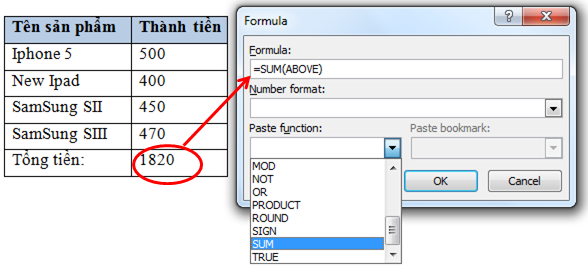 Tên sản phẩm Thành tiền
Iphone 5 500
New Ipad 400
SamSung SII 450
SamSung SIII 470
Tổng tiền: 1820
Formula
Formula:
=SUM(ABOVE)
Number format:
Paste function: Paste bookmark:
MOD
NOT
OR
PRODUCT
ROUND
SIGN
SUM
TRUE
OK Cancel